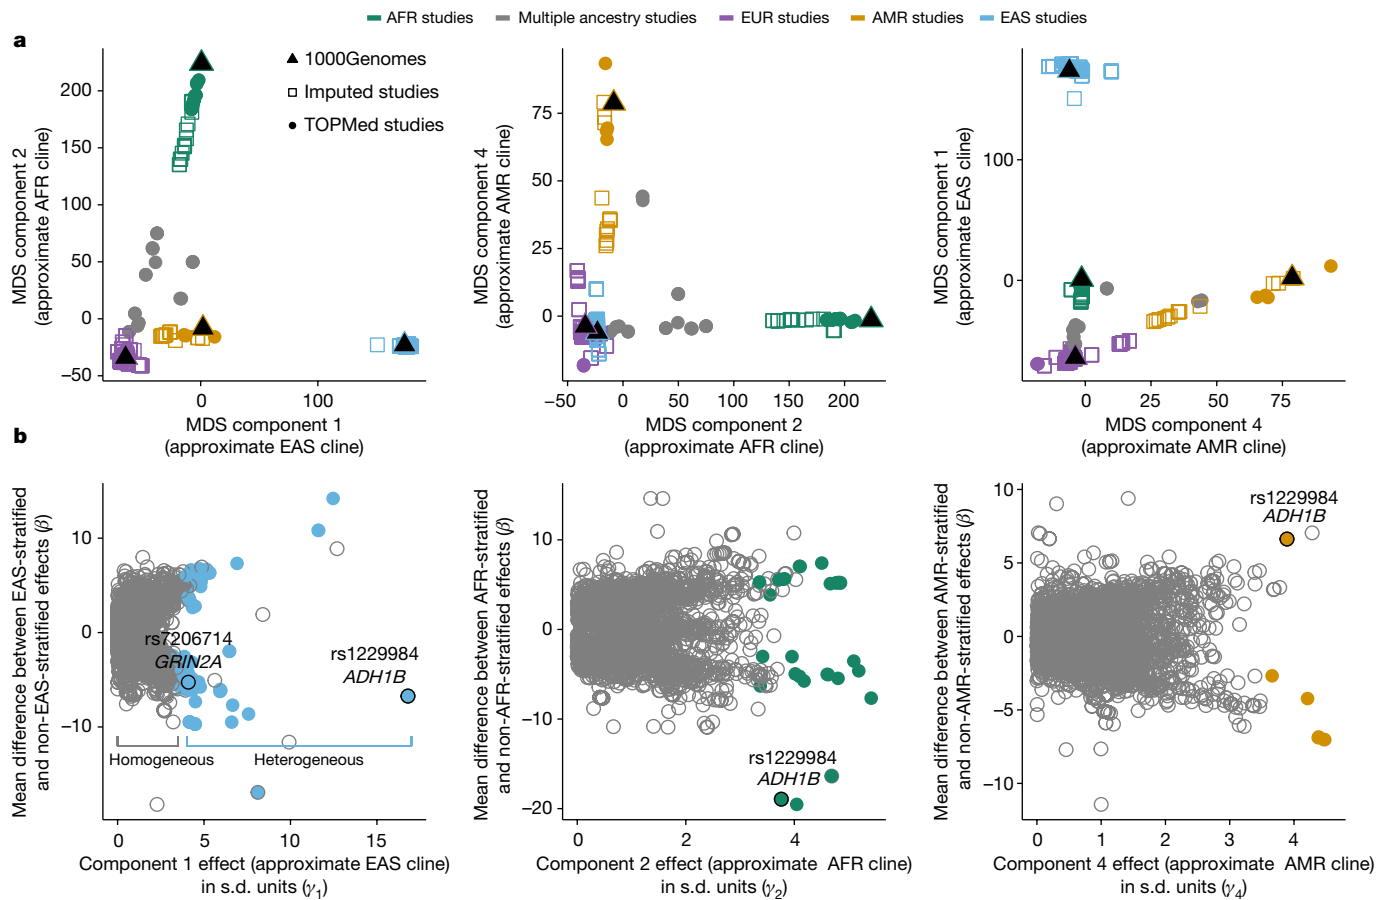 AFR studies
Multiple ancestry studies
EUR studies
AMR studies
EAS studies
a
MDS component 2
(approximate AFR cline)
200
150
100
50
0
−50
0
100
MDS component 1
(approximate EAS cline)
1000Genomes
Imputed studies
TOPMed studies
MDS component 4
(approximate AMR cline)
75
50
25
0
−50
0
50
100
150
200
MDS component 2
(approximate AFR cline)
MDS component 1
(approximate EAS cline)
100
0
0
25
50
75
MDS component 4
(approximate AMR cline)
b
Mean difference between EAS-stratified
and non-EAS-stratified effects (β)
10
0
−10
rs7206714
GRIN2A
rs1229984
ADH1B
Homogeneous
Heterogeneous
0
5
10
15
Component 1 effect (approximate EAS cline)
in s.d. units (γ1)
Mean difference between AFR-stratified
and non-AFR-stratified effects (β)
10
0
−10
−20
rs1229984
ADH1B
0
2
4
Component 2 effect (approximate AFR cline)
in s.d. units (γ2)
Mean difference between AMR-stratified
and non-AMR-stratified effects (β)
10
5
0
−5
−10
rs1229984
ADH1B
0
1
2
3
4
Component 4 effect (approximate AMR cline)
in s.d. units (γ4)